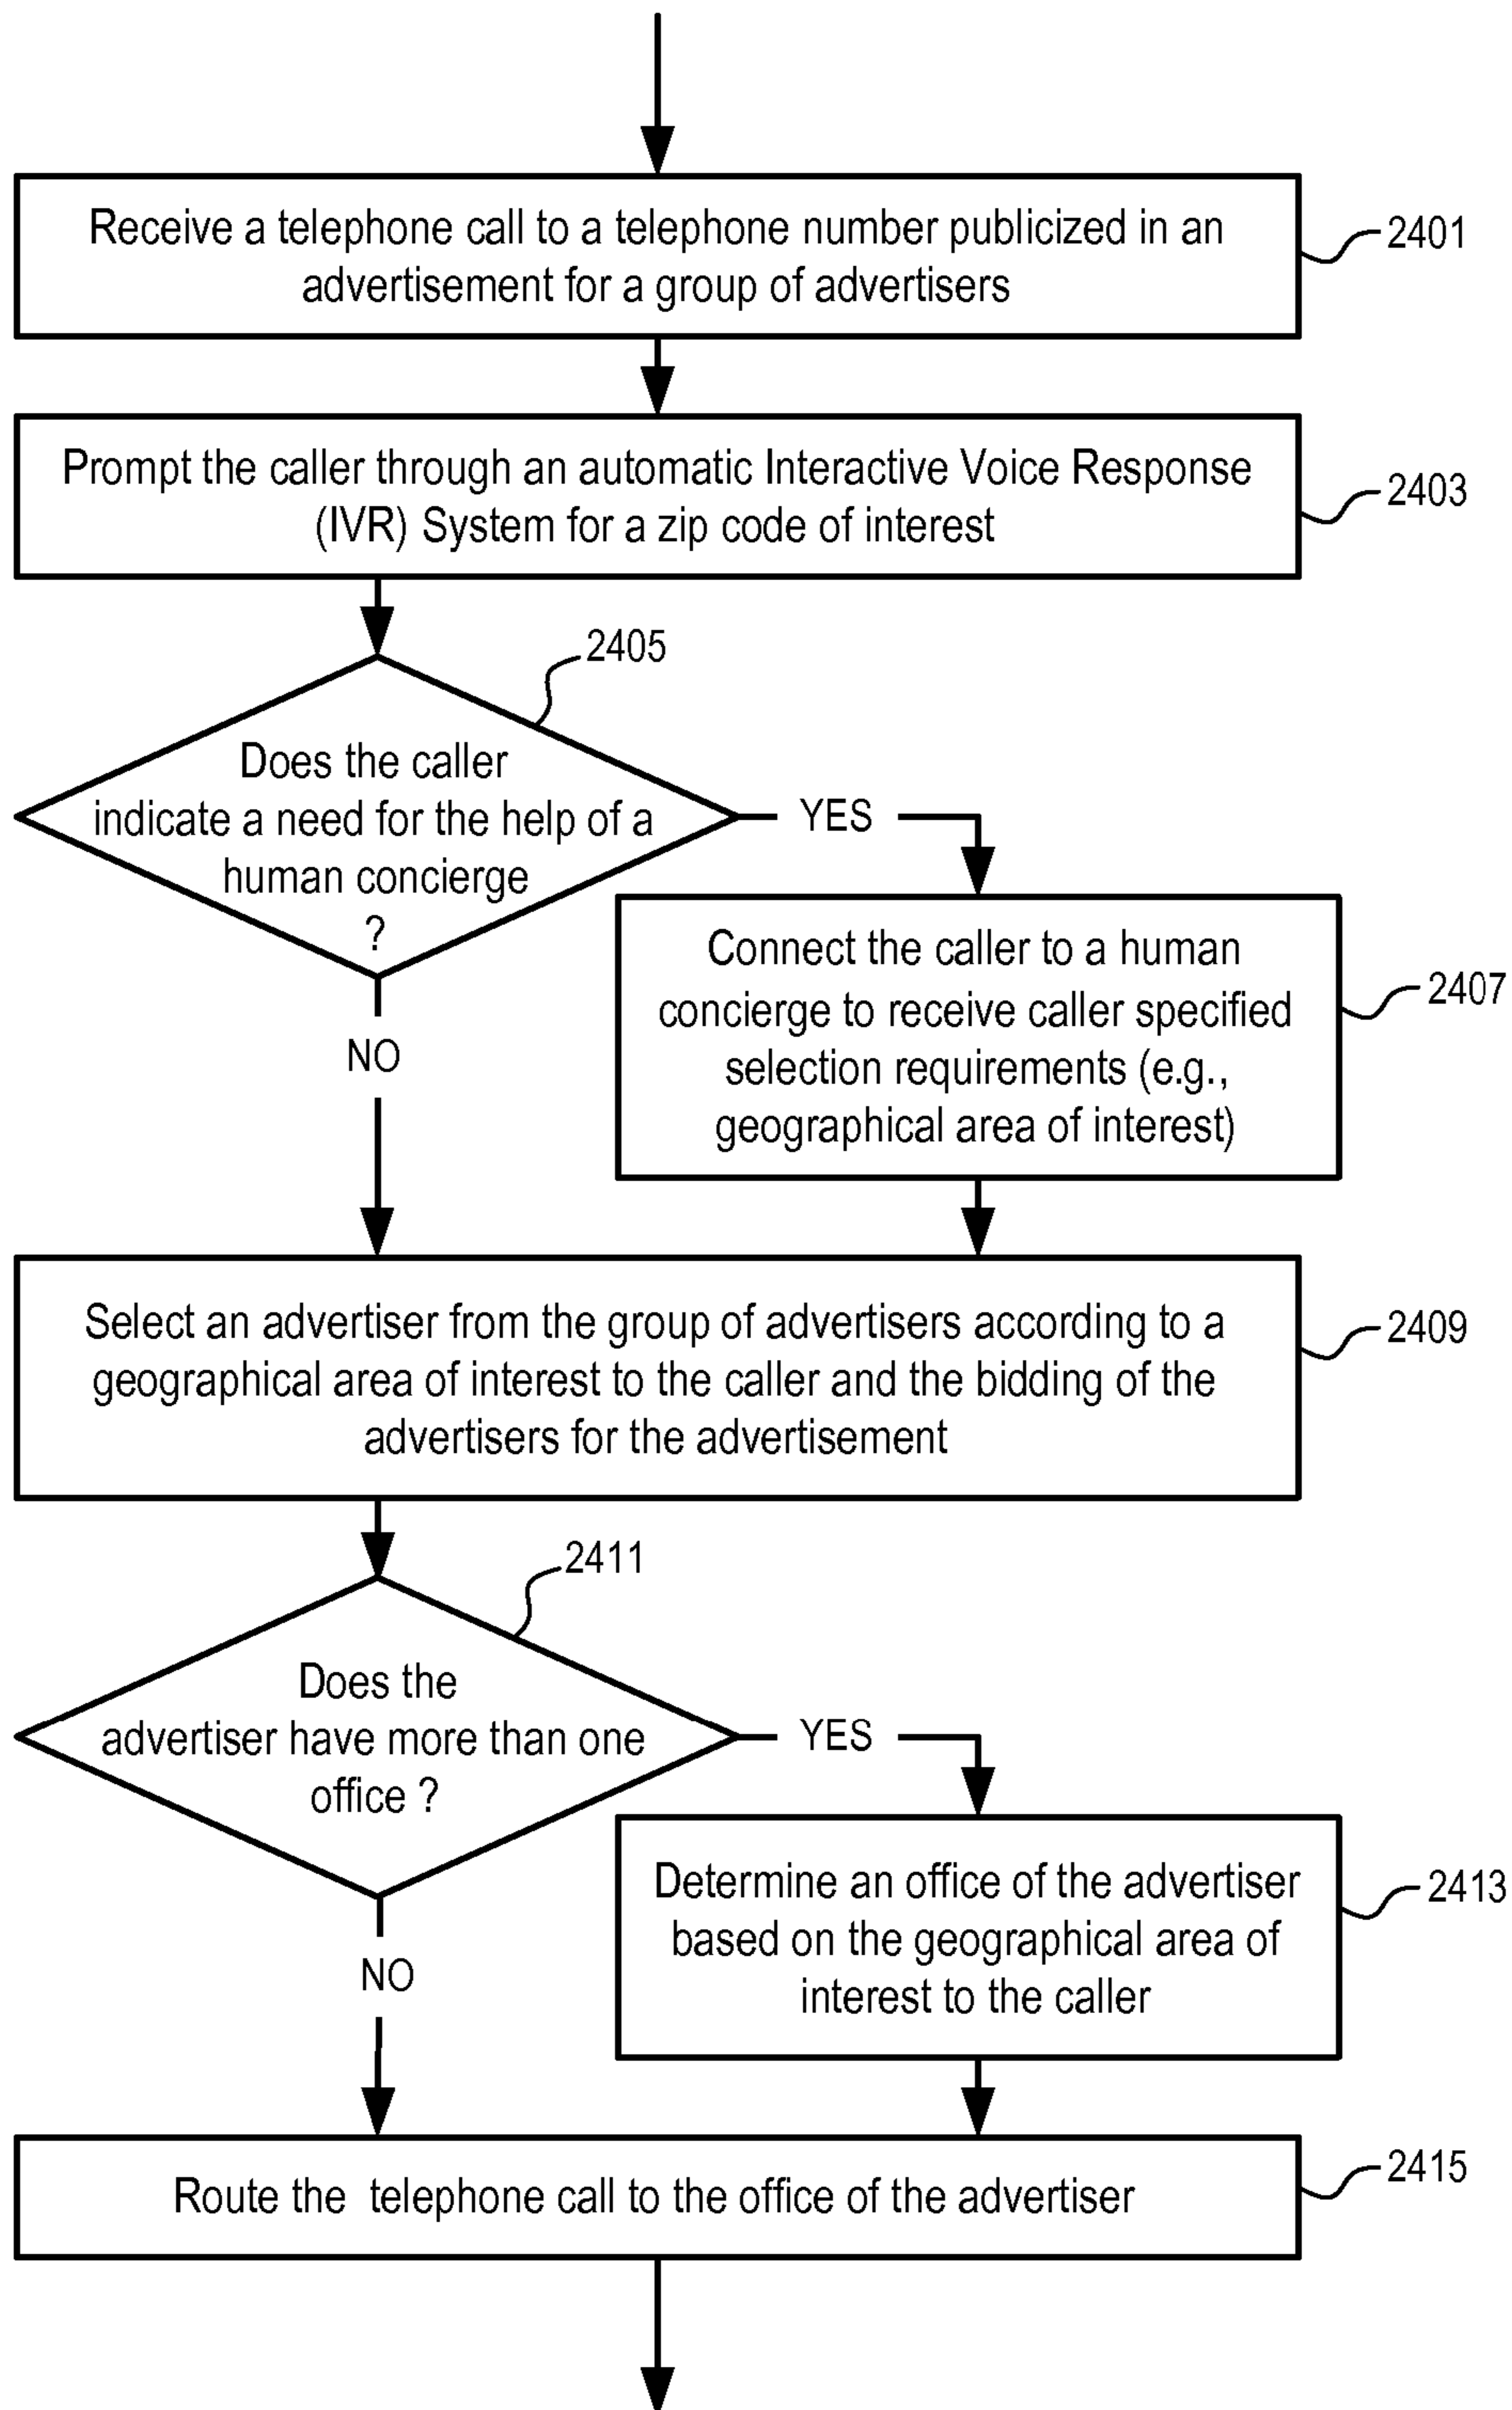 Receive a telephone call to a telephone number publicized in an
advertisement for a group of advertisers
2401
Prompt the caller through an automatic Interactive Voice Response
(IVR) System for a zip code of interest
2403
2405
Does the caller
indicate a need for the help of a
human concierge
?
YES
NO
Connect the caller to a human
concierge to receive caller specified
selection requirements (e.g.,
geographical area of interest)
2407
Select an advertiser from the group of advertisers according to a
geographical area of interest to the caller and the bidding of the
advertisers for the advertisement
2409
2411
Does the
advertiser have more than one
office ?
YES
NO
Determine an office of the advertiser
based on the geographical area of
interest to the caller
2413
Route the telephone call to the office of the advertiser
2415